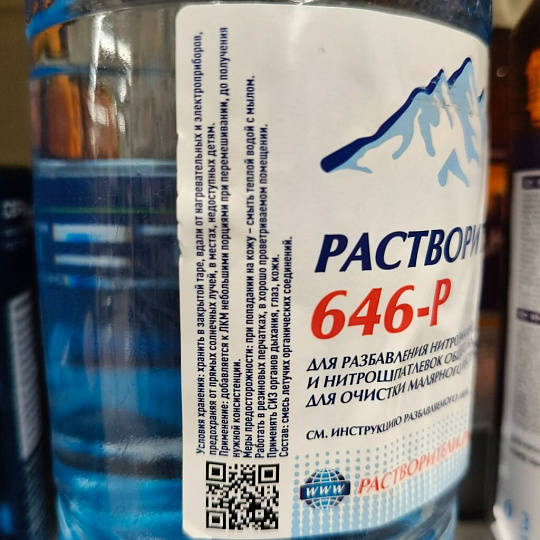 Условия хранения: хранить в закрытой таре, вдали от нагревательных и электроприборов,
предохраняя от прямых солнечных лучей, в местах, недоступных детям.
Применение: добавляется к ЛКМ небольшими порциями при перемешивании, до получения
нужной консистенции.
Меры предосторожности: при попадании на кожу – смыть теплой водой с мылом.
Работать в резиновых перчатках, в хорошо проветриваемом помещении.
Применять СИЗ органов дыхания, глаз, кожи.
Состав: смесь летучих органических соединений.
РАСТВОРИ
646-Р
ДЛЯ РАЗБАВЛЕНИЯ
И НИТРОШПАТЛЕВОК
ДЛЯ ОЧИСТКИ МАЛЯРНОГО
СМ. ИНСТРУКЦИЮ РАЗБАВЛЯЕМОГО
WWW РАСТВОРИТЕЛИ